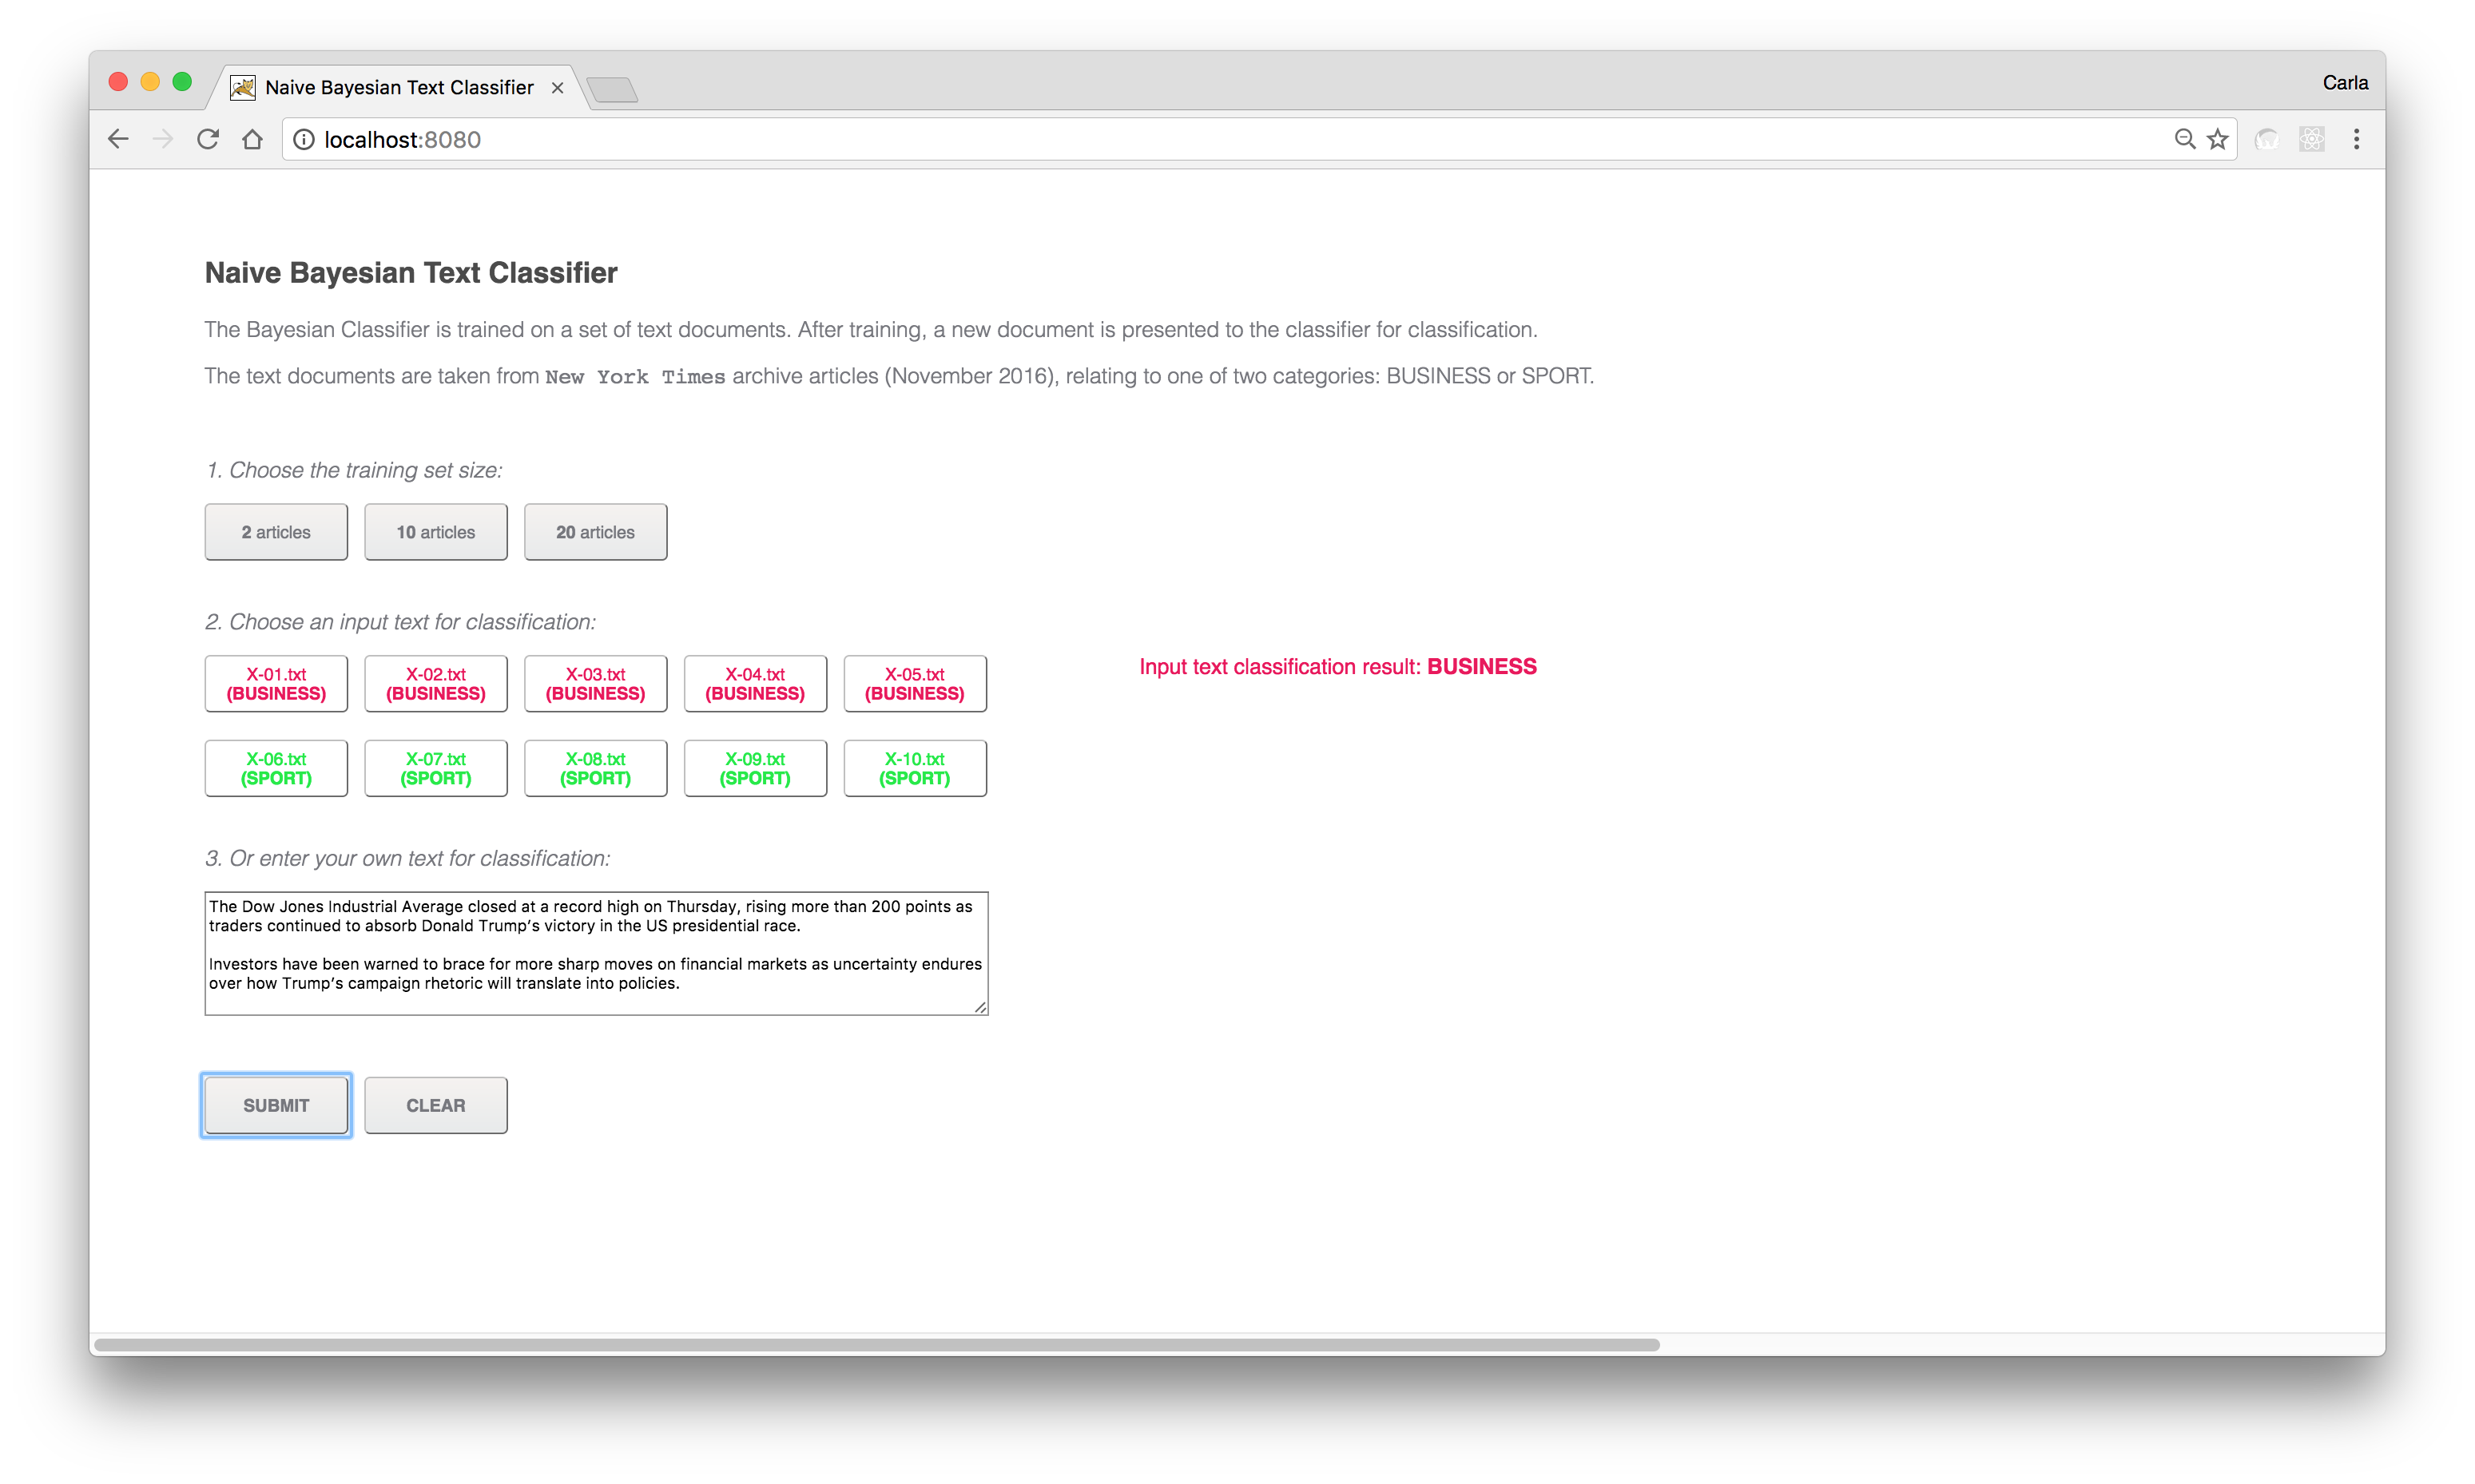 Naive Bayesian Text Classifier
Carla
localhost:8080
Naive Bayesian Text Classifier
The Bayesian Classifier is trained on a set of text documents. After training, a new document is presented to the classifier for classification.
The text documents are taken from New York Times archive articles (November 2016), relating to one of two categories: BUSINESS or SPORT.
1. Choose the training set size:
2 articles 10 articles 20 articles
2. Choose an input text for classification:
X-01.txt X-02.txt X-03.txt X-04.txt X-05.txt
(BUSINESS) (BUSINESS) (BUSINESS) (BUSINESS) (BUSINESS)
Input text classification result: BUSINESS
X-06.txt X-07.txt X-08.txt X-09.txt X-10.txt
(SPORT) (SPORT) (SPORT) (SPORT) (SPORT)
3. Or enter your own text for classification:
The Dow Jones Industrial Average closed at a record high on Thursday, rising more than 200 points as
traders continued to absorb Donald Trump’s victory in the US presidential race.
Investors have been warned to brace for more sharp moves on financial markets as uncertainty endures
over how Trump’s campaign rhetoric will translate into policies.
SUBMIT CLEAR